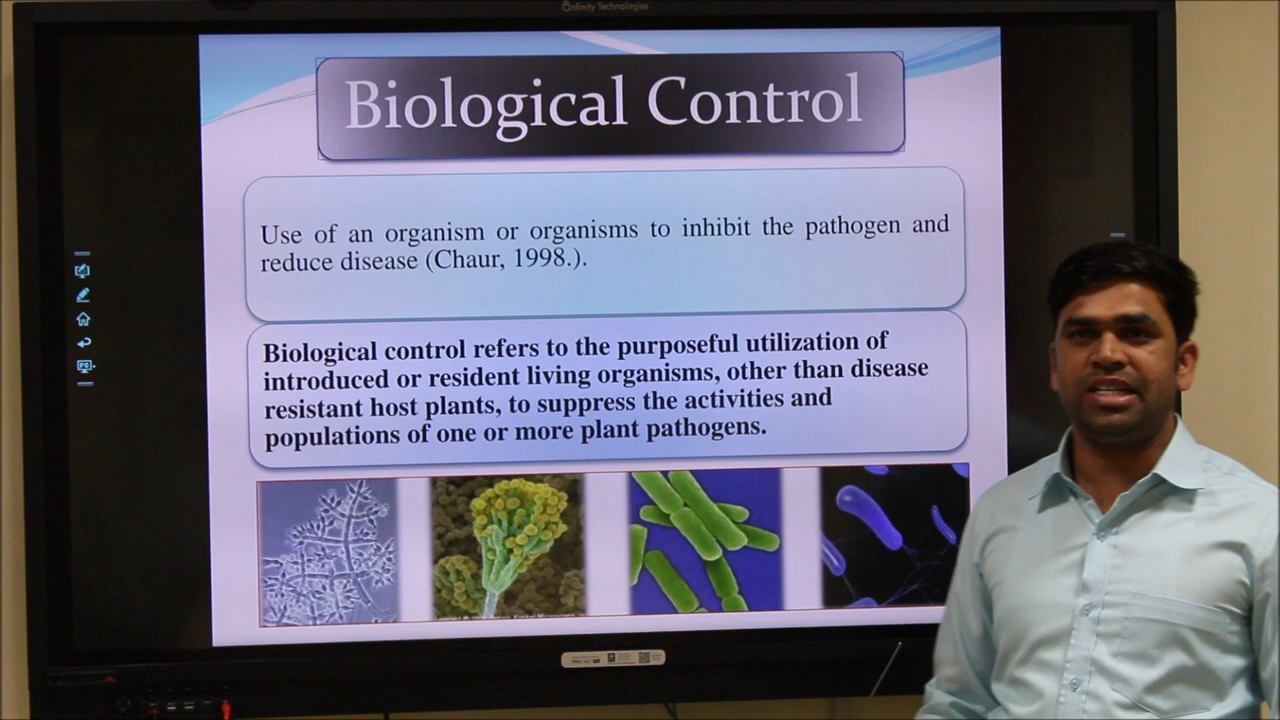 Onfinity Technologies
Biological Control
Use of an organism or organisms to inhibit the pathogen and
reduce disease (Chaur, 1998.).
Biological control refers to the purposeful utilization of
introduced or resident living organisms, other than disease
resistant host plants, to suppress the activities and
populations of one or more plant pathogens.